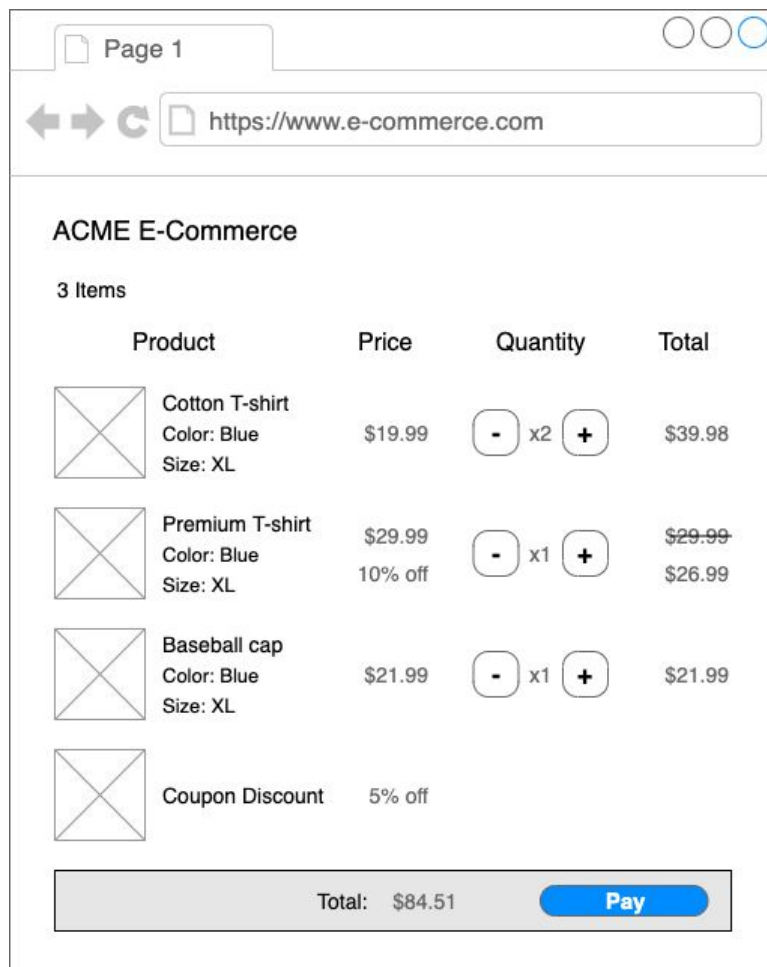 Page 1
https://www.e-commerce.com
ACME E-Commerce
3 Items
Product Price Quantity Total
Cotton T-shirt
Color: Blue
Size: XL
$19.99 - x2 + $39.98
Premium T-shirt
Color: Blue
Size: XL
$29.99
10% off
- x1 +
$29.99
$26.99
Baseball cap
Color: Blue
Size: XL
$21.99 - x1 + $21.99
Coupon Discount 5% off
Total: $84.51 Pay